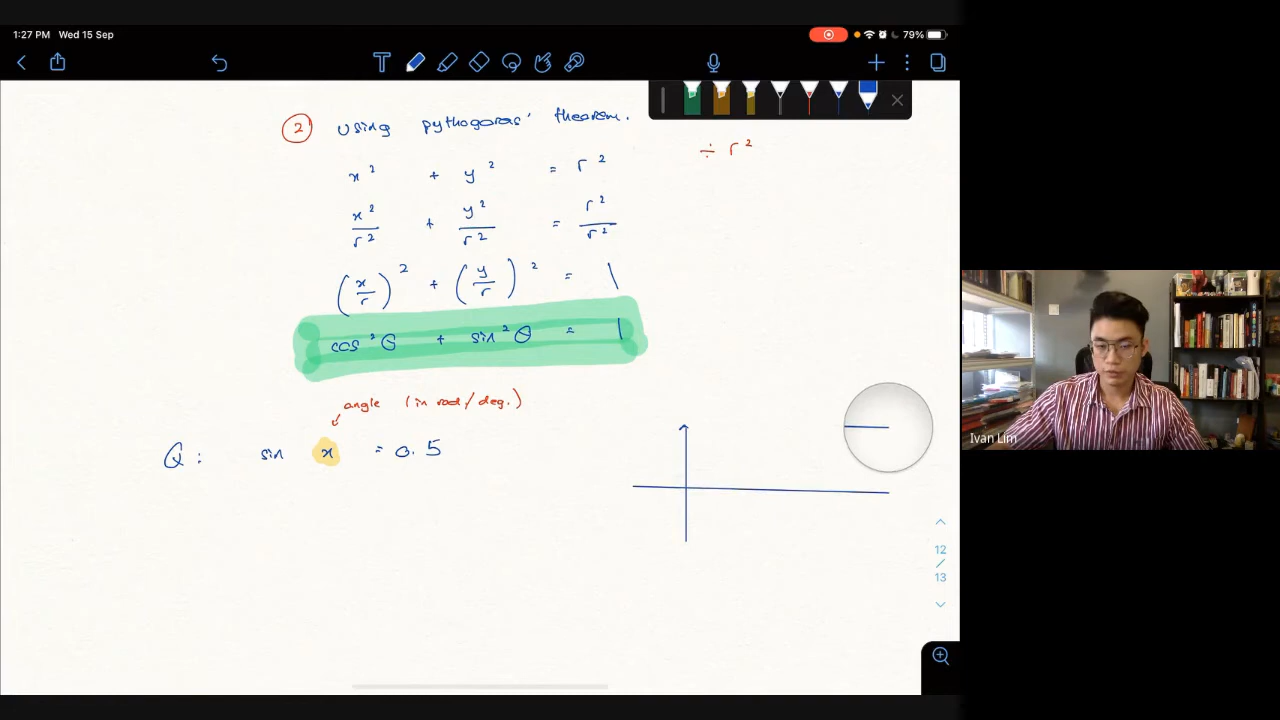 1:27 PM Wed 15 Sep
79%
2 Using pythagoras' theorem.
÷ r²
x² + y² = r²
x²/r² + y²/r² = r²/r²
(x/r)² + (y/r)² = 1
cos²θ + sin²θ = 1
angle (in rad/deg.)
Q: sin x = 0.5
Ivan Lim
12
/
13